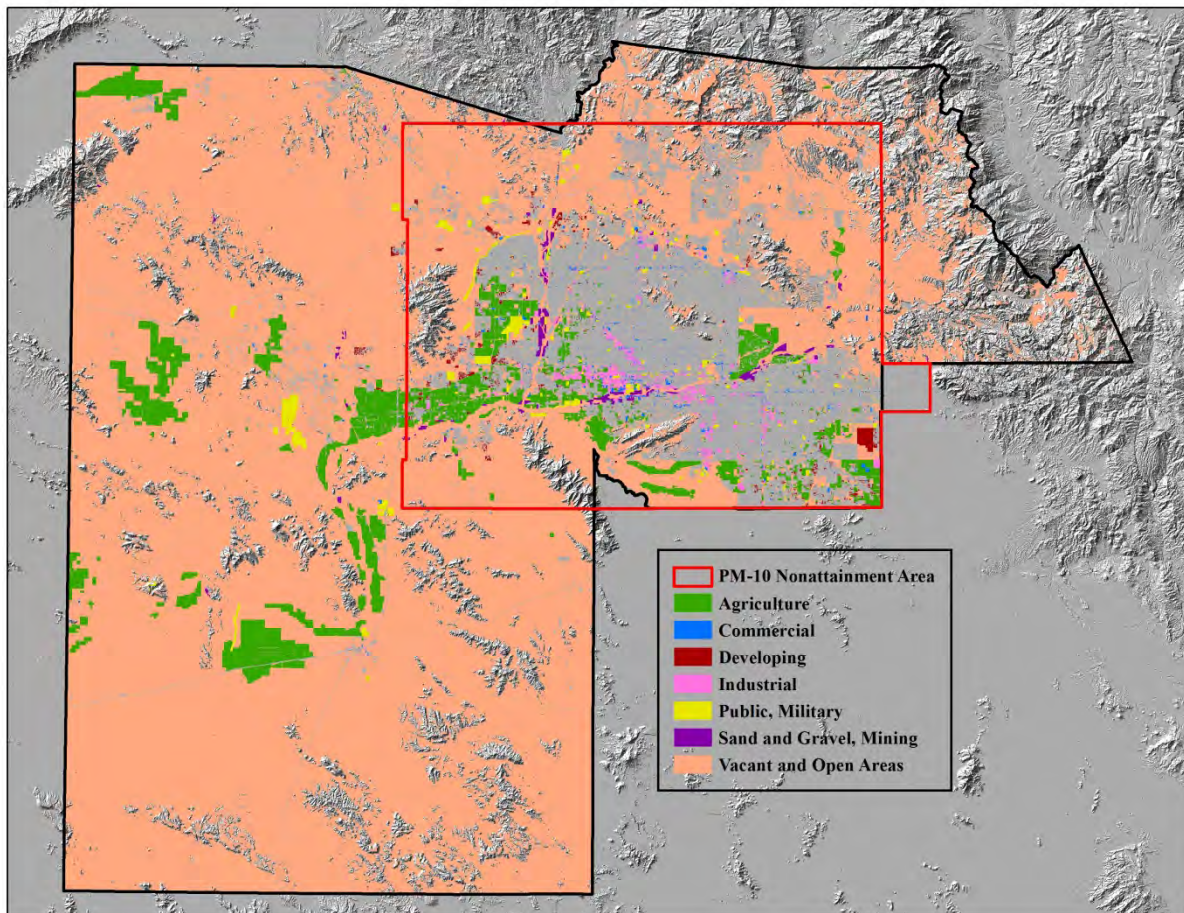 PM-10 Nonattainment Area
Agriculture
Commercial
Developing
Industrial
Public, Military
Sand and Gravel, Mining
Vacant and Open Areas